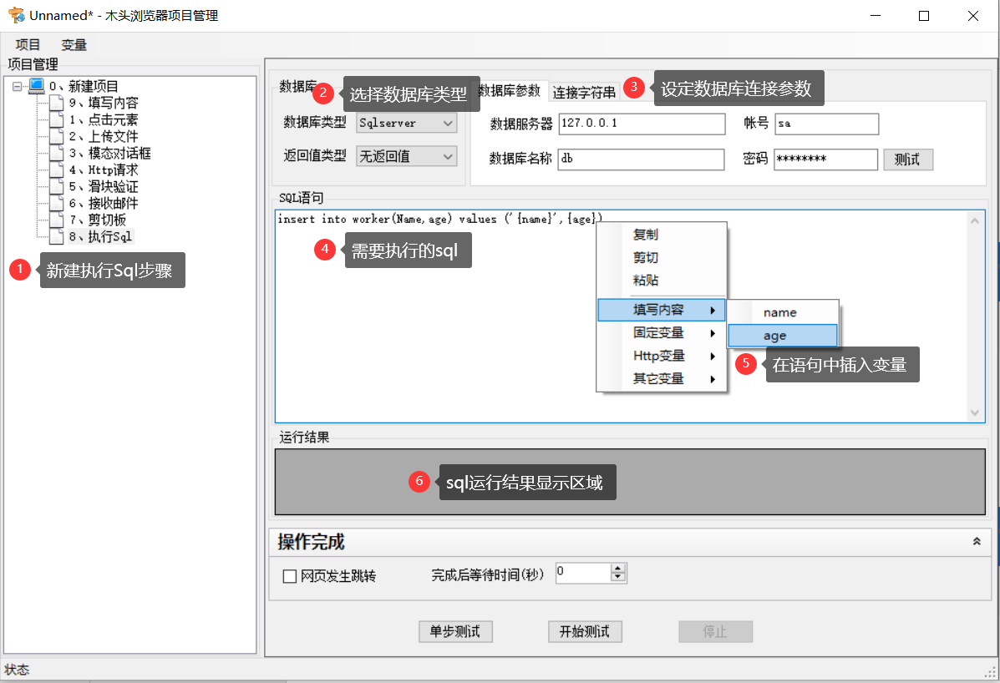 Unnamed* - 木头浏览器项目管理
项目 变量
项目管理
0、新建项目
9、填写内容
1、点击元素
2、上传文件
3、模态对话框
4、Http请求
5、滑块验证
6、接收邮件
7、剪切板
8、执行Sql
1 新建执行Sql步骤
数据库
2 选择数据库类型
数据库类型 Sqlserver
返回值类型 无返回值
数据库参数 连接字符串
3 设定数据库连接参数
数据服务器 127.0.0.1 帐号 sa
数据库名称 db 密码 ******** 测试
SQL语句
insert into worker(Name,age) values ('{name}',{age})
4 需要执行的sql
复制
剪切
粘贴
填写内容
固定变量
Http变量
其它变量
name
age
5 在语句中插入变量
运行结果
6 sql运行结果显示区域
操作完成
网页发生跳转 完成后等待时间(秒) 0
单步测试 开始测试 停止
状态